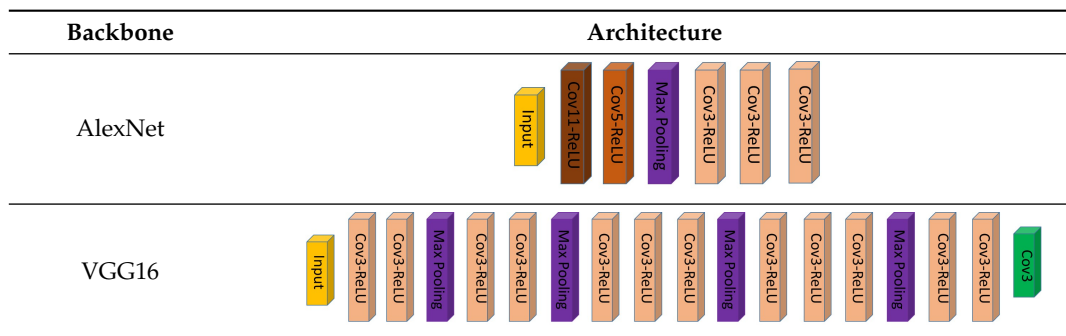 Backbone Architecture
AlexNet
Input
Cov11-ReLU
Cov5-ReLU
Max Pooling
Cov3-ReLU
Cov3-ReLU
Cov3-ReLU
VGG16
Input
Cov3-ReLU
Cov3-ReLU
Max Pooling
Cov3-ReLU
Cov3-ReLU
Max Pooling
Cov3-ReLU
Cov3-ReLU
Cov3-ReLU
Max Pooling
Cov3-ReLU
Cov3-ReLU
Cov3-ReLU
Max Pooling
Cov3-ReLU
Cov3-ReLU
Cov3